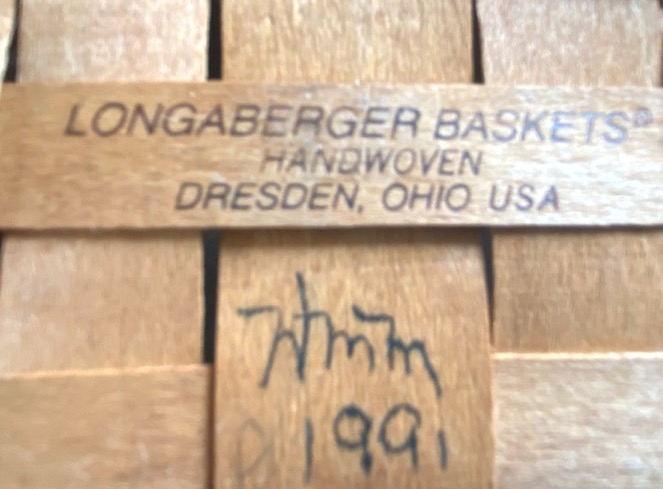 LONGABERGER BASKETS®
HANDWOVEN
DRESDEN, OHIO USA
1991